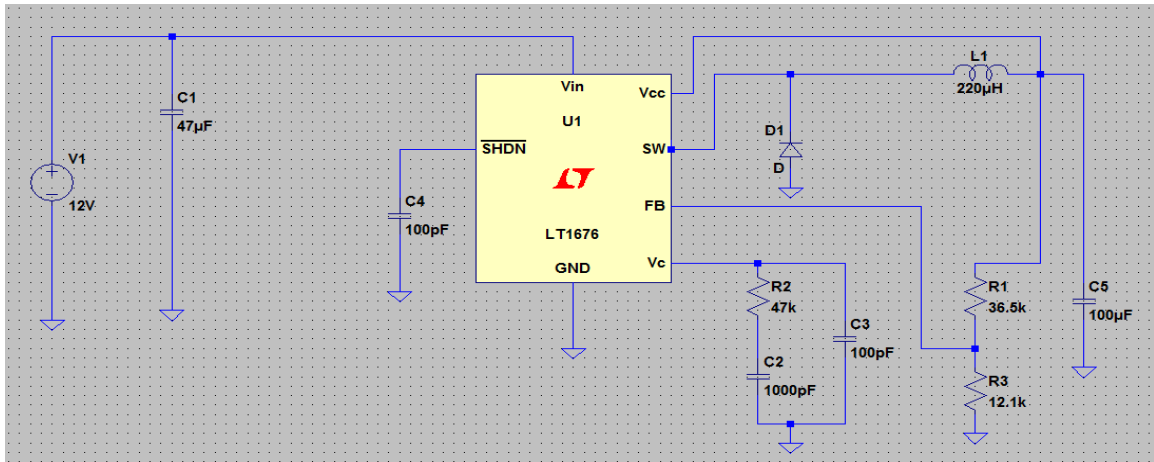 V1
12V
C1
47µF
C4
100pF
Vin
U1
SHDN
LT1676
GND
Vcc
SW
FB
Vc
D1
D
L1
220µH
R2
47k
C2
1000pF
C3
100pF
R1
36.5k
R3
12.1k
C5
100µF